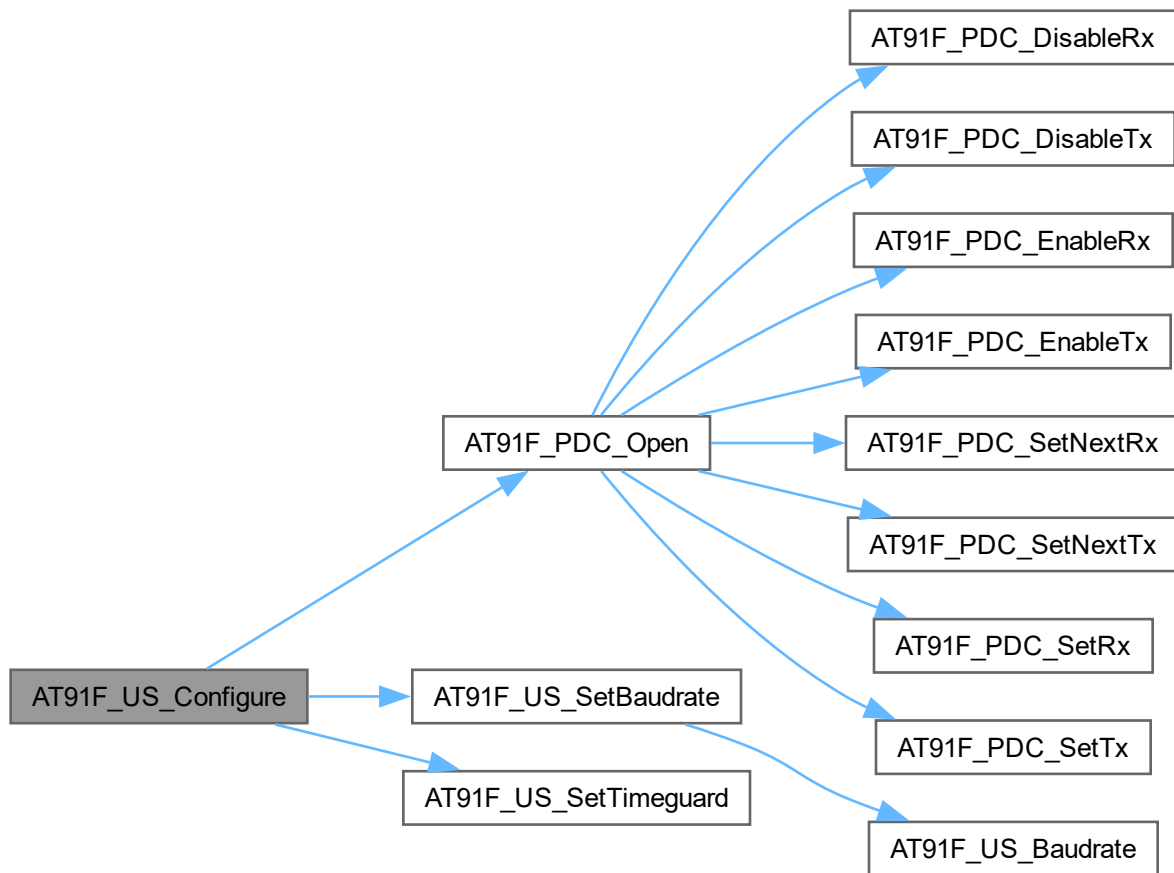 AT91F_PDC_DisableRx
AT91F_PDC_DisableTx
AT91F_PDC_EnableRx
AT91F_PDC_EnableTx
AT91F_PDC_Open
AT91F_PDC_SetNextRx
AT91F_PDC_SetNextTx
AT91F_PDC_SetRx
AT91F_US_Configure
AT91F_US_SetBaudrate
AT91F_PDC_SetTx
AT91F_US_SetTimeguard
AT91F_US_Baudrate